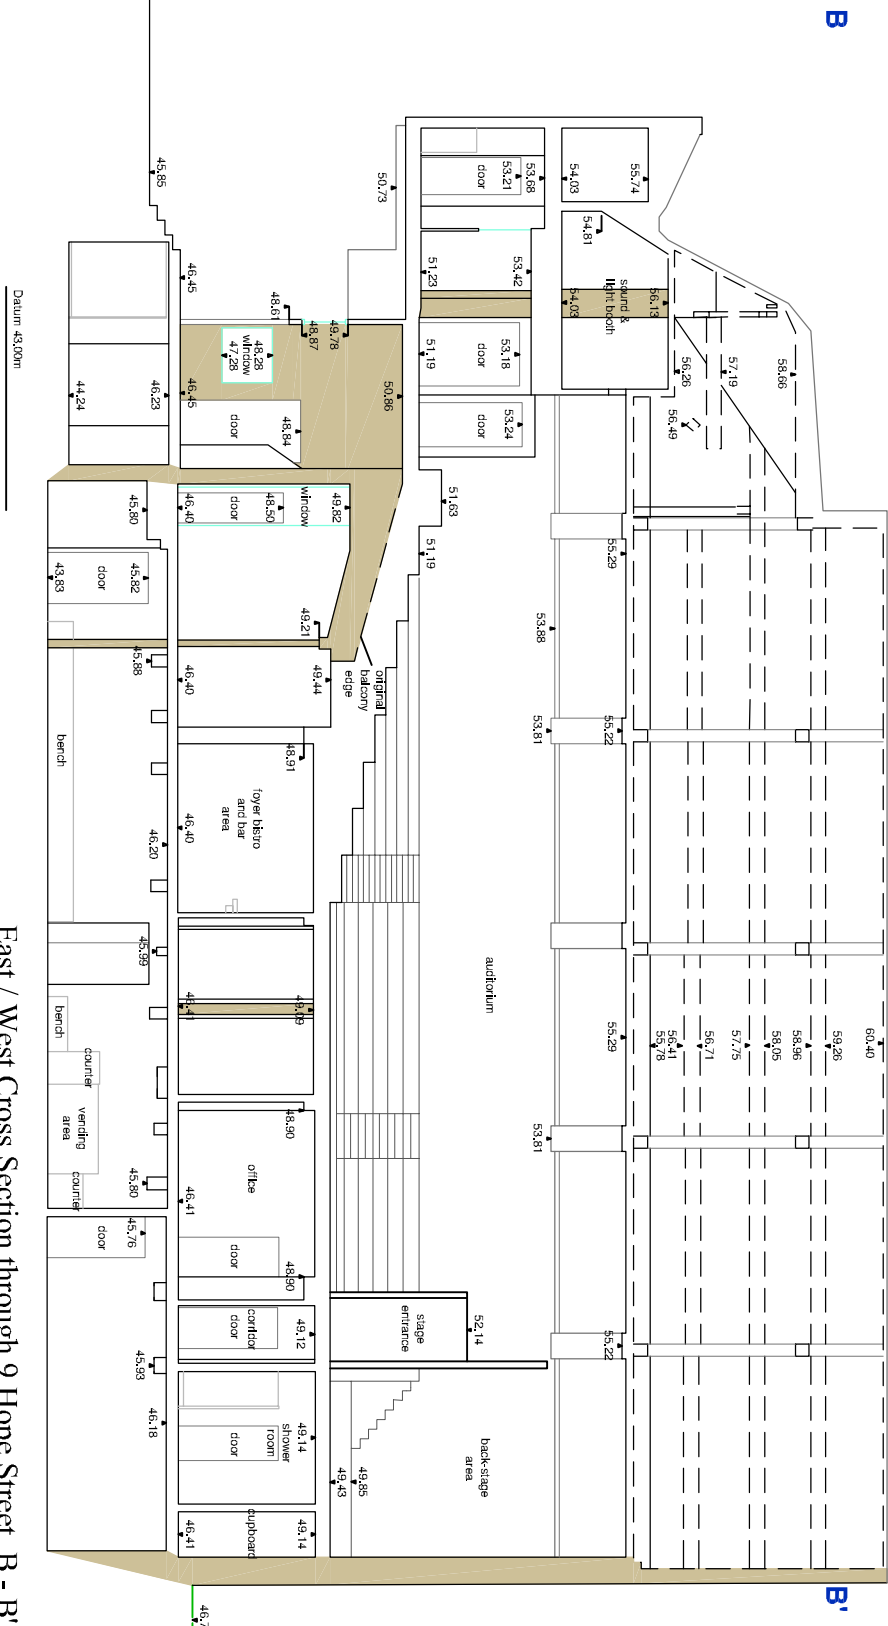 B
B'
45.85
50.73
53.21
53.68
door
54.03
55.74
54.81
46.45
48.61
51.23
53.42
sound &
light booth
54.03
56.13
48.87
49.78
window
47.28
48.28
50.86
51.19
53.18
door
56.26
57.19
58.66
44.24
46.23
46.45
door
48.84
53.24
door
56.49
Datum 43.00m
45.80
46.40
door
48.50
window
49.82
51.63
51.19
55.29
43.83
door
45.82
49.21
53.88
45.88
46.40
49.44
original
balcony
edge
bench
48.91
53.81
55.22
foyer bistro
and bar
area
46.40
46.20
45.99
46.41
49.09
auditorium
55.29
55.78
56.41
56.71
57.75
58.05
58.96
59.26
60.40
bench
counter
vending
area
counter
45.80
48.90
office
46.41
door
48.90
53.81
door
45.76
corridor
door
49.12
stage
entrance
52.14
55.22
45.93
46.18
shower
room
door
49.14
49.43
49.85
back-stage
area
cupboard
46.41
49.14
East / West Cross Section through 9 Hope Street B - B'